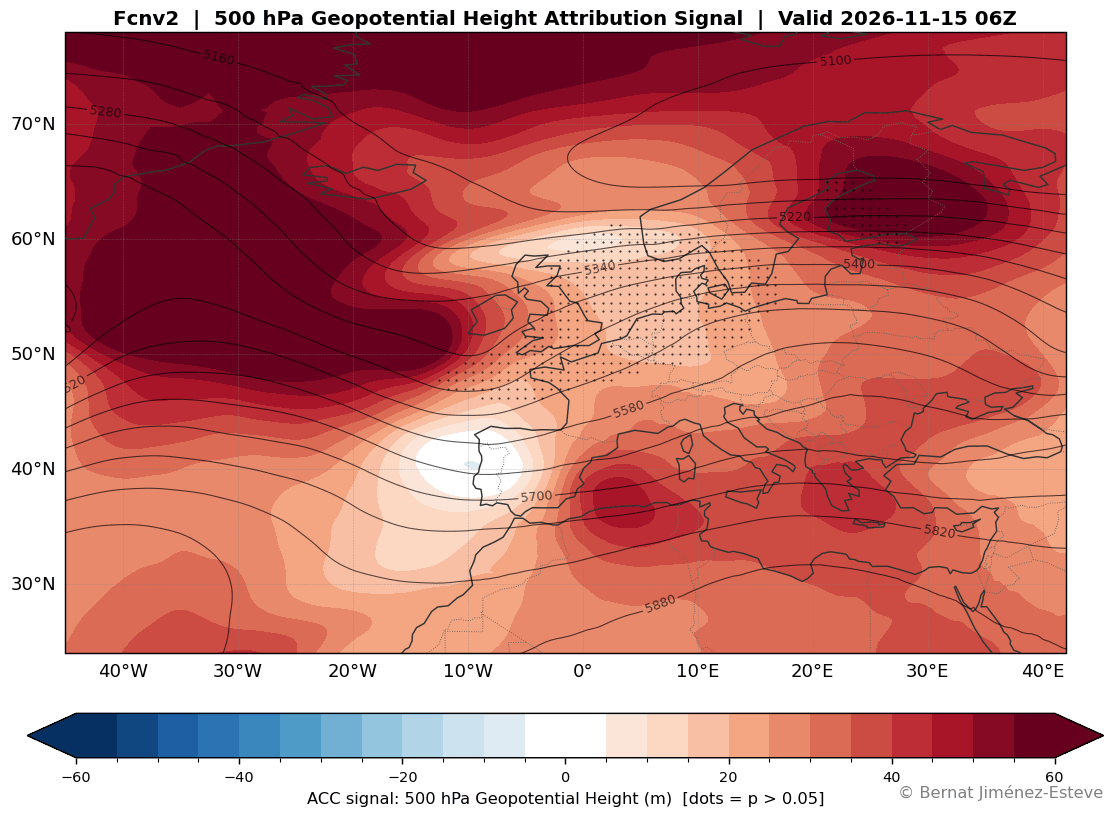 Fcnv2 | 500 hPa Geopotential Height Attribution Signal | Valid 2026-11-15 06Z
5160
5100
5280
70°N
60°N
5220
5340
5400
50°N
520
5580
40°N
5700
5820
30°N
5880
40°W 30°W 20°W 10°W 0° 10°E 20°E 30°E 40°E
−60 −40 −20 0 20 40 60
ACC signal: 500 hPa Geopotential Height (m) [dots = p > 0.05]
© Bernat Jiménez-Esteve